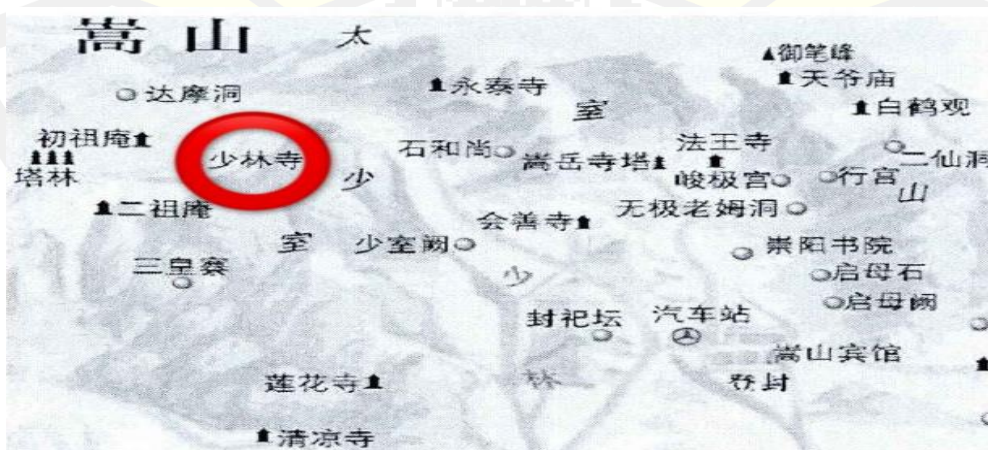 嵩山
太
御笔峰
天爷庙
永泰寺
达摩洞
室
白鹤观
初祖庵
少林寺
石和尚
嵩岳寺塔
法王寺
二仙洞
塔林
少
峻极宫
行宫
山
二祖庵
会善寺
无极老姆洞
室
少室阙
崇阳书院
三皇寨
少
启母石
启母阙
封祀坛
汽车站
嵩山宾馆
莲花寺
林
登封
清凉寺